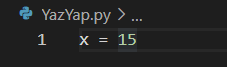 YazYap.py > ...
1 x = 15